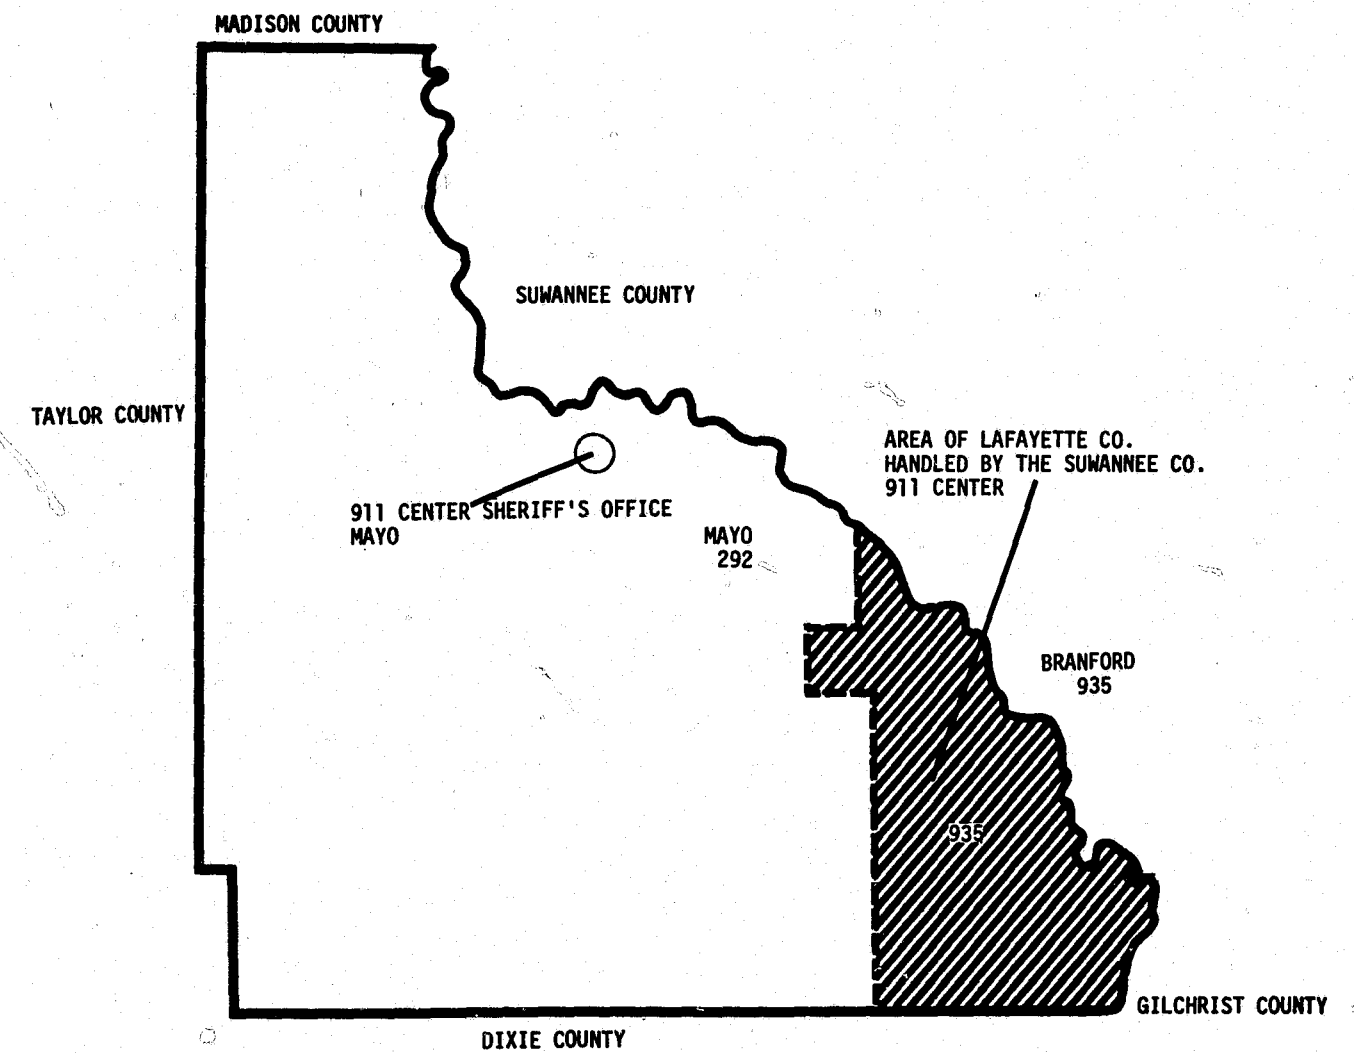 MADISON COUNTY
SUWANNEE COUNTY
TAYLOR COUNTY
AREA OF LAFAYETTE CO.
HANDLED BY THE SUWANNEE CO.
911 CENTER
911 CENTER SHERIFF'S OFFICE
MAYO
MAYO
292
BRANFORD
935
935
GILCHRIST COUNTY
DIXIE COUNTY